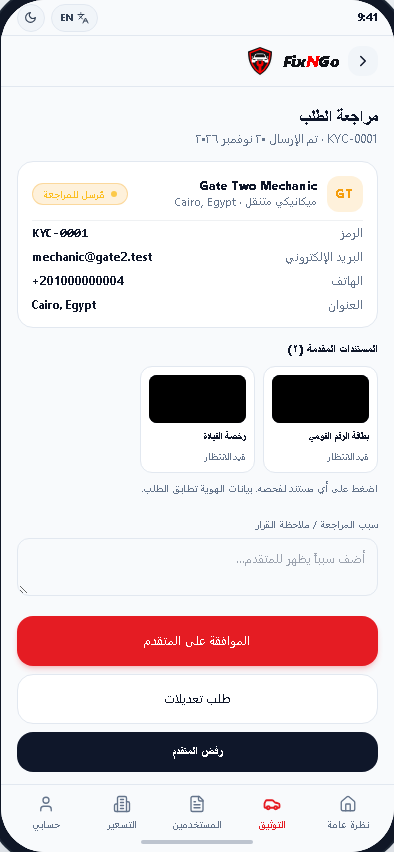 EN
9:41
FixNGo
مراجعة الطلب
KYC-0001 · تم الإرسال ٢٠ نوفمبر ٢٠٢٦
GT
Gate Two Mechanic
ميكانيكي متنقل · Cairo, Egypt
مُرسل للمراجعة
الرمز
KYC-0001
البريد الإلكتروني
mechanic@gate2.test
الهاتف
+201000000004
العنوان
Cairo, Egypt
المستندات المقدمة (٢)
بطاقة الرقم القومي
قيد الانتظار
رخصة القيادة
قيد الانتظار
اضغط على أي مستند لفحصه. بيانات الهوية تطابق الطلب.
سبب المراجعة / ملاحظة القرار
أضف سبباً يظهر للمتقدم...
الموافقة على المتقدم
طلب تعديلات
رفض المتقدم
نظرة عامة
التوثيق
المستخدمين
التسعير
حسابي